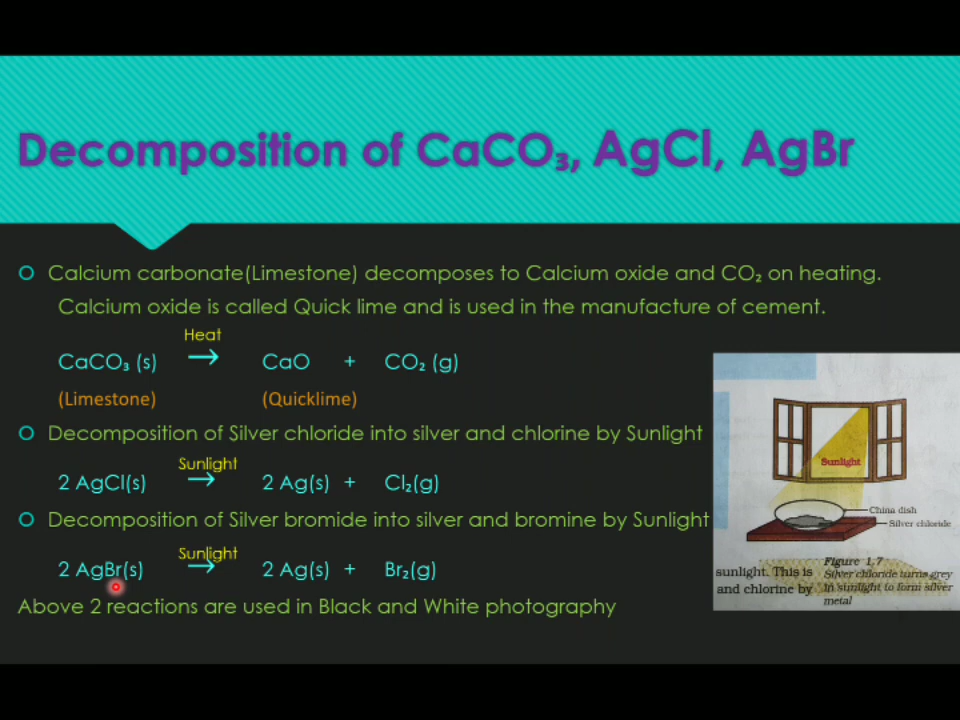 Decomposition of CaCO₃, AgCl, AgBr
Calcium carbonate(Limestone) decomposes to Calcium oxide and CO₂ on heating.
Calcium oxide is called Quick lime and is used in the manufacture of cement.
Heat
CaCO₃ (s) → CaO + CO₂ (g)
(Limestone) (Quicklime)
Decomposition of Silver chloride into silver and chlorine by Sunlight
Sunlight
2 AgCl(s) → 2 Ag(s) + Cl₂(g)
Decomposition of Silver bromide into silver and bromine by Sunlight
Sunlight
2 AgBr(s) → 2 Ag(s) + Br₂(g)
Above 2 reactions are used in Black and White photography
Sunlight
China dish
Silver chloride
sunlight. This is
and chlorine by
Figure 1.7
Silver chloride turns grey
in sunlight to form silver
metal